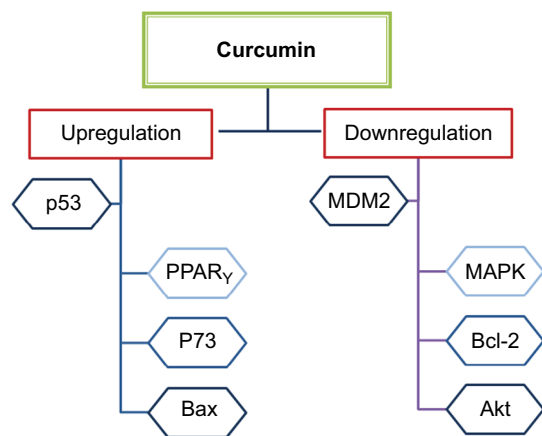 Curcumin
Upregulation
Downregulation
p53
MDM2
PPARγ
MAPK
P73
Bcl-2
Bax
Akt